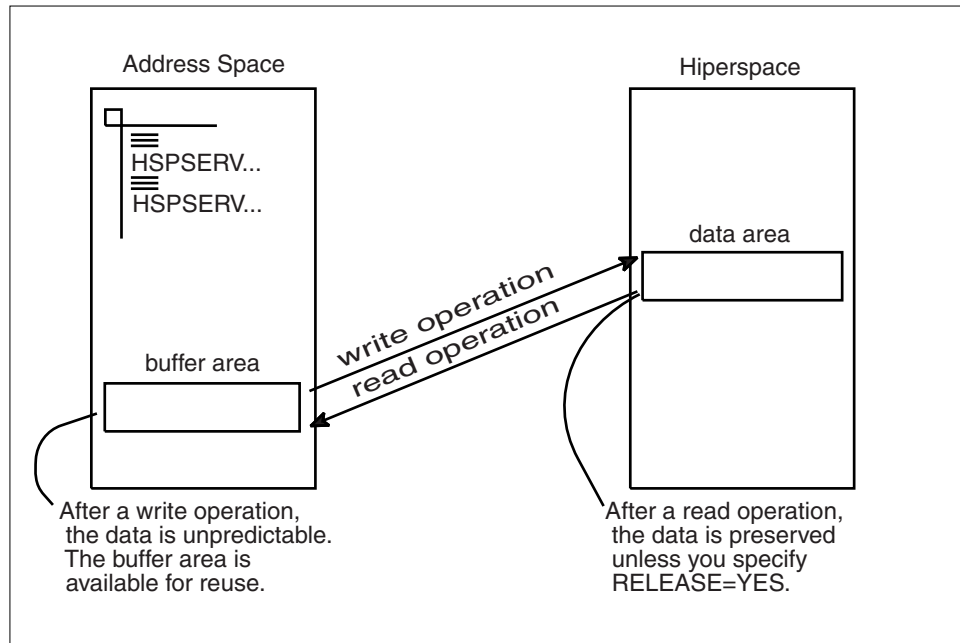 Address Space
Hiperspace
HSPSERV...
HSPSERV...
data area
write operation
read operation
buffer area
After a write operation,
the data is unpredictable.
The buffer area is
available for reuse.
After a read operation,
the data is preserved
unless you specify
RELEASE=YES.